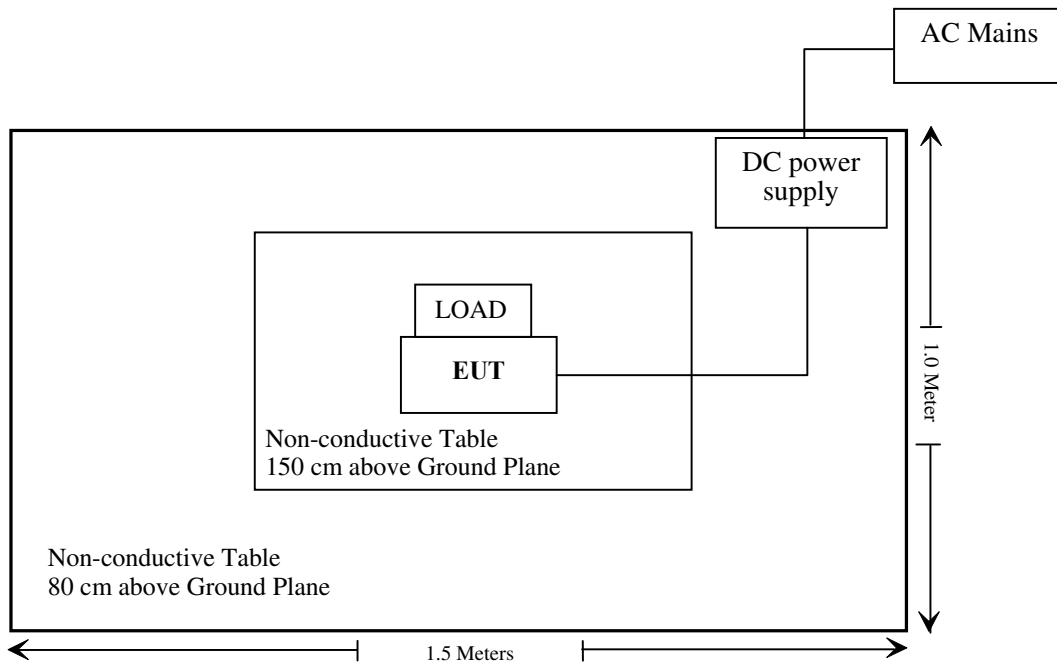 AC Mains
DC power
supply
LOAD
EUT
Non-conductive Table
150 cm above Ground Plane
1.0 Meter
Non-conductive Table
80 cm above Ground Plane
1.5 Meters